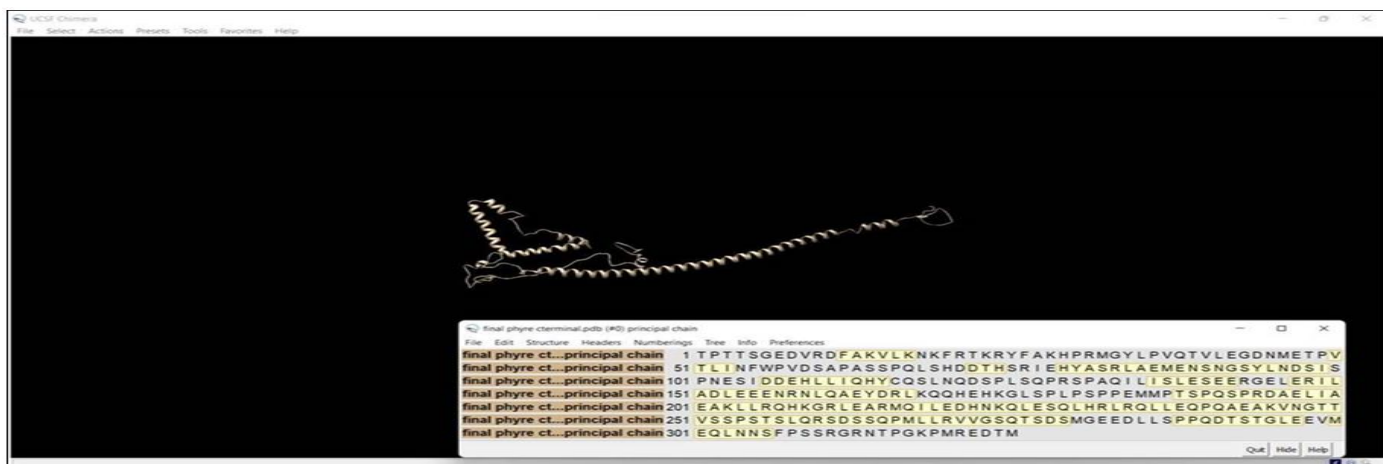 UCSF Chimera
File Select Actions Presets Tools Favorites Help
final phyre cterminal.pdb (#0) principal chain
File Edit Structure Headers Numberings Tree Info Preferences
final phyre ct...principal chain 1 TPTTSGEDVRDFAKVLKNKFRTKRYFAKHPRMGYLPVQTVLEGDNMETPV
final phyre ct...principal chain 51 TLINFWPVDSAPASSPQLSHDDTHSRIEHYASRLAEMENSNGSYLNDSIS
final phyre ct...principal chain 101 PNESIDDEHLLIQHYCQSLNQDSPLSQPRSPAQILISLESEERGELERIL
final phyre ct...principal chain 151 ADLEEENRNLQAEYDRLKQQHEHKGLSPLPSPPEMMPTSPQSPRDAELIA
final phyre ct...principal chain 201 EAKLLRQHKGRLEARMQILEDHNKQLESQLHRLRQLLEQPQAEAKVNGTT
final phyre ct...principal chain 251 VSSPSTSLQRSDSSQPMLLRVVGSQTSDSMGEEDLLSPPQDTSTGLEEVM
final phyre ct...principal chain 301 EQLNNSFPSSRGRNTPGKPMREDTM
Quit Hide Help